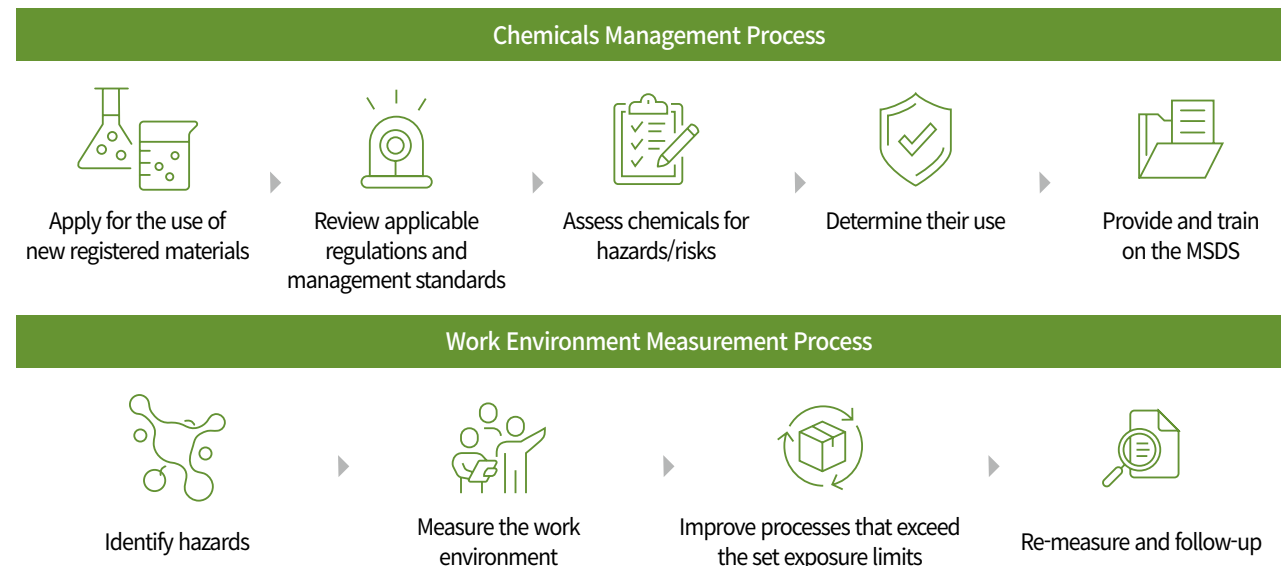 Chemicals Management Process
Apply for the use of
new registered materials
Review applicable
regulations and
management standards
Assess chemicals for
hazards/risks
Determine their use
Provide and train
on the MSDS
Work Environment Measurement Process
Identify hazards
Measure the work
environment
Improve processes that exceed
the set exposure limits
Re-measure and follow-up